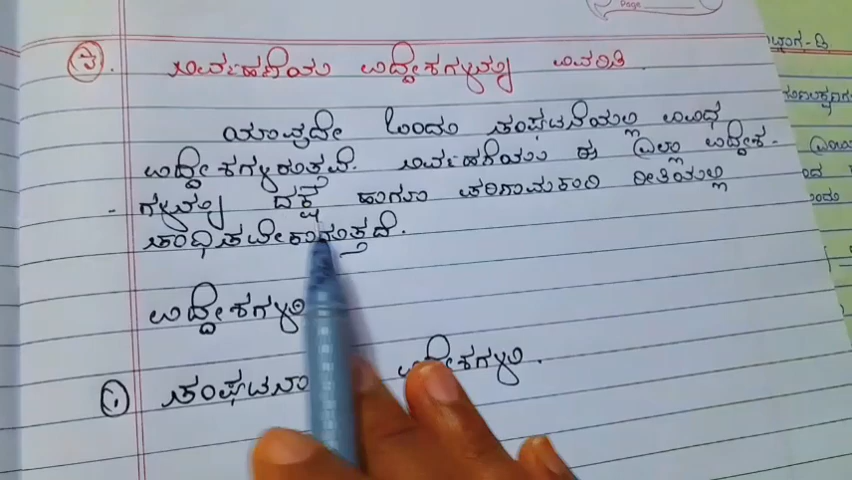 Page
೨. ನಿರ್ವಹಣೆಯ ಉದ್ದೇಶಗಳನ್ನು ವಿವರಿಸಿ.
ಯಾವುದೇ ಒಂದು ಸಂಘಟನೆಯಲ್ಲಿ ವಿವಿಧ
ಉದ್ದೇಶಗಳಿರುತ್ತವೆ. ನಿರ್ವಹಣೆಯು ಈ ಎಲ್ಲಾ ಉದ್ದೇಶ-
- ಗಳನ್ನು ದಕ್ಷ ಹಾಗೂ ಪರಿಣಾಮಕಾರಿ ರೀತಿಯಲ್ಲಿ
ಸಾಧಿಸಬೇಕಾಗುತ್ತದೆ.
ಉದ್ದೇಶಗಳು
೧. ಸಂಘಟನಾ ಉದ್ದೇಶಗಳು.